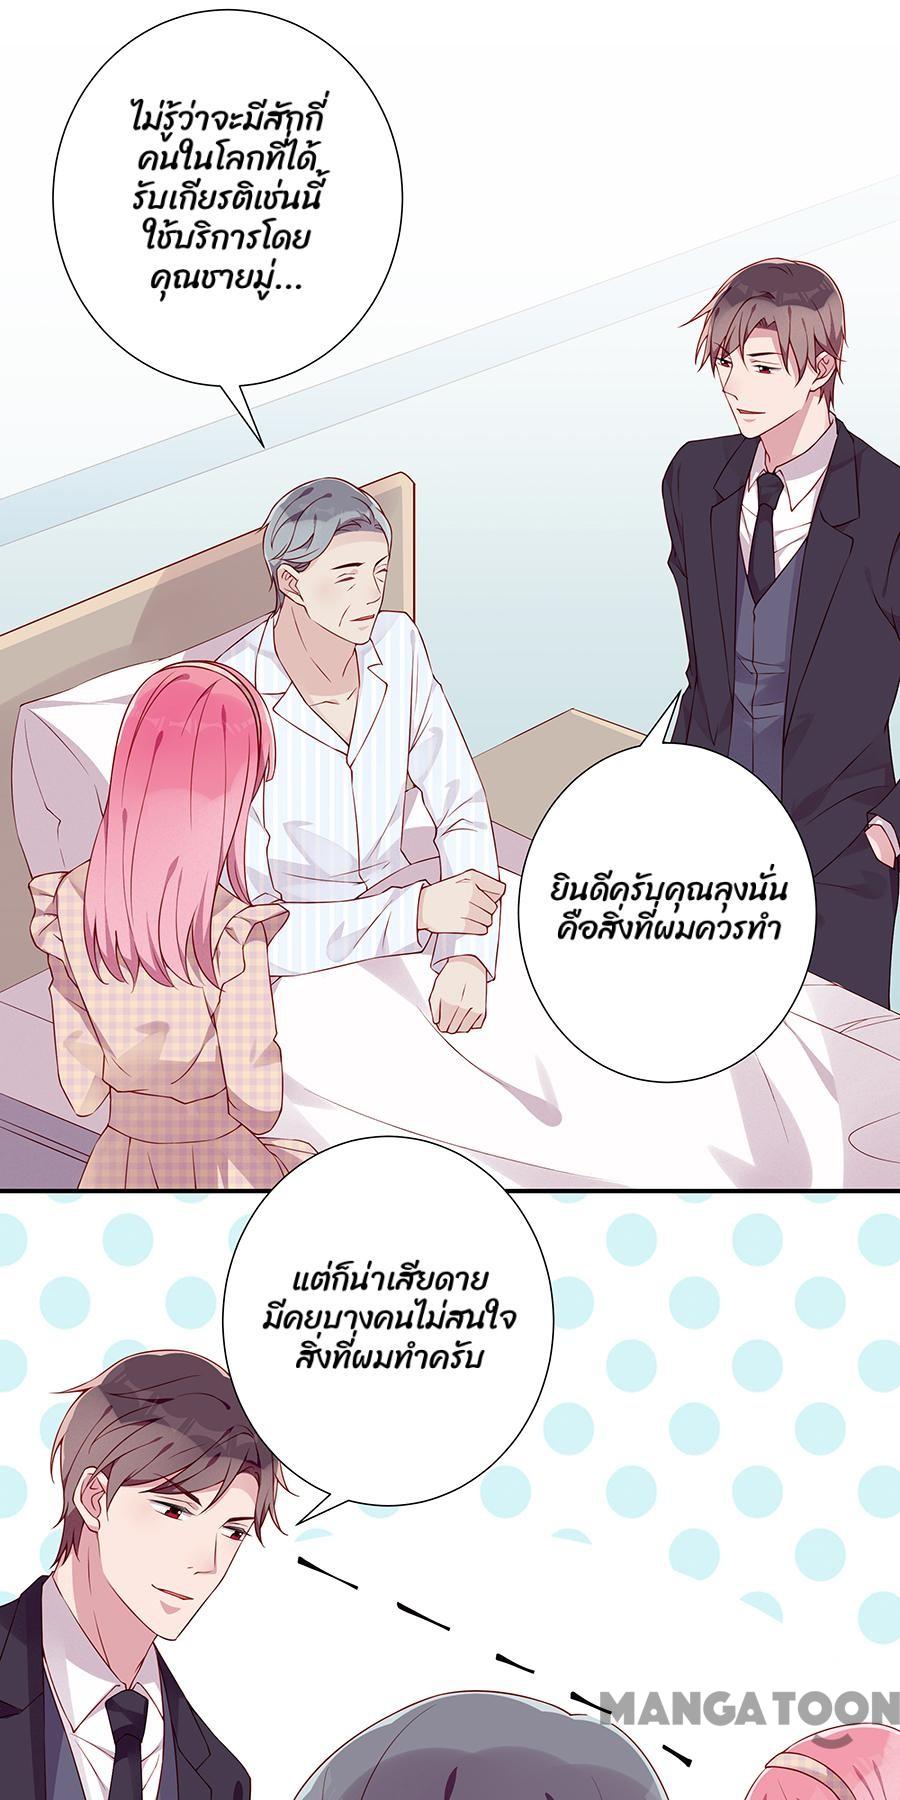 ไม่รู้ว่าจะมีสักกี่
คนในโลกที่ได้
รับเกียรติเช่นนี้
ใช้บริการโดย
คุณชายมู่...
ยินดีครับคุณลุงนั่น
คือสิ่งที่ผมควรทำ
แต่ก็น่าเสียดาย
มีคยบางคนไม่สนใจ
สิ่งที่ผมทำครับ
MANGATOON